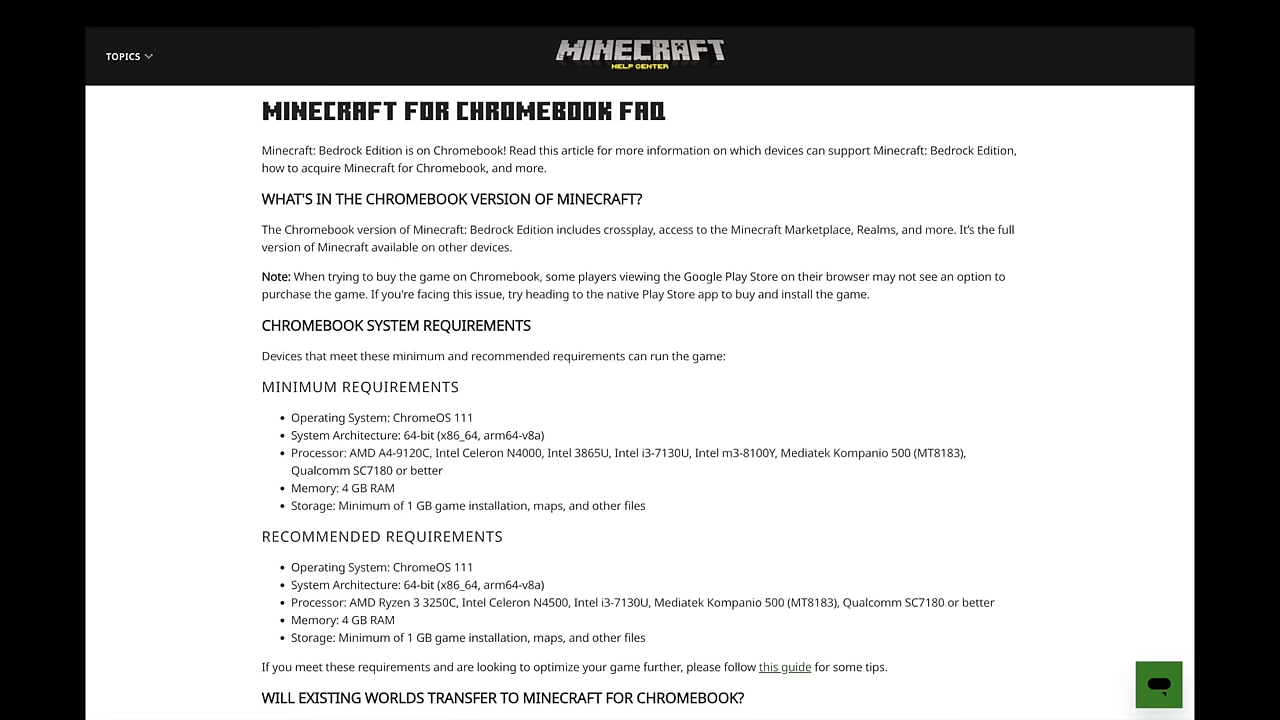 TOPICS
MINECRAFT
HELP CENTER
MINECRAFT FOR CHROMEBOOK FAQ
Minecraft: Bedrock Edition is on Chromebook! Read this article for more information on which devices can support Minecraft: Bedrock Edition,
how to acquire Minecraft for Chromebook, and more.
WHAT'S IN THE CHROMEBOOK VERSION OF MINECRAFT?
The Chromebook version of Minecraft: Bedrock Edition includes crossplay, access to the Minecraft Marketplace, Realms, and more. It's the full
version of Minecraft available on other devices.
Note: When trying to buy the game on Chromebook, some players viewing the Google Play Store on their browser may not see an option to
purchase the game. If you're facing this issue, try heading to the native Play Store app to buy and install the game.
CHROMEBOOK SYSTEM REQUIREMENTS
Devices that meet these minimum and recommended requirements can run the game:
MINIMUM REQUIREMENTS
• Operating System: ChromeOS 111
• System Architecture: 64-bit (x86_64, arm64-v8a)
• Processor: AMD A4-9120C, Intel Celeron N4000, Intel 3865U, Intel i3-7130U, Intel m3-8100Y, Mediatek Kompanio 500 (MT8183),
Qualcomm SC7180 or better
• Memory: 4 GB RAM
• Storage: Minimum of 1 GB game installation, maps, and other files
RECOMMENDED REQUIREMENTS
• Operating System: ChromeOS 111
• System Architecture: 64-bit (x86_64, arm64-v8a)
• Processor: AMD Ryzen 3 3250C, Intel Celeron N4500, Intel i3-7130U, Mediatek Kompanio 500 (MT8183), Qualcomm SC7180 or better
• Memory: 4 GB RAM
• Storage: Minimum of 1 GB game installation, maps, and other files
If you meet these requirements and are looking to optimize your game further, please follow this guide for some tips.
WILL EXISTING WORLDS TRANSFER TO MINECRAFT FOR CHROMEBOOK?